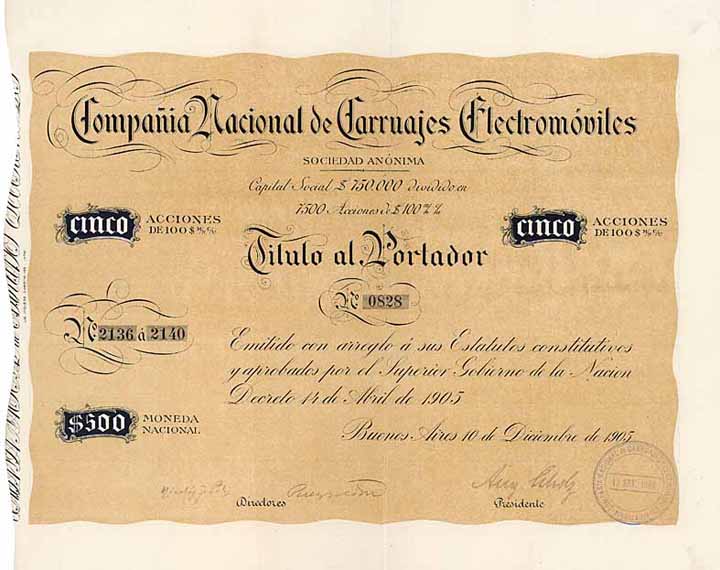 Compañia Nacional de Carruajes Electromóviles
SOCIEDAD ANÓNIMA
Capital Social $ 750.000 dividido en
7500 Acciones de $ 100 m/n
CINCO
ACCIONES
DE 100 $ m/n
CINCO
ACCIONES
DE 100 $ m/n
Titulo al Portador
Nº 0828
Nº 2136 á 2140
Emitido con arreglo á sus Estatutos constitutivos
y aprobados por el Superior Gobierno de la Nacion
Decreto 14 de Abril de 1905
$500
MONEDA
NACIONAL
Buenos Aires 10 de Diciembre de 1905
Directores
Presidente